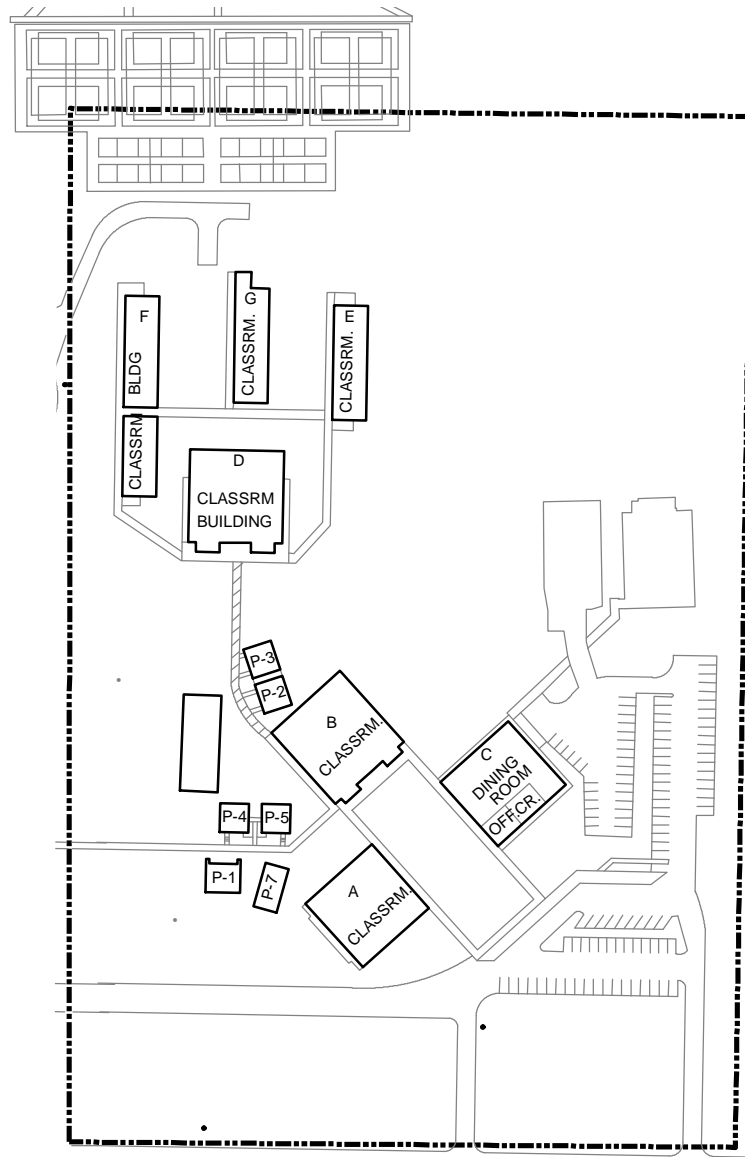 F
BLDG
CLASSRM
G
CLASSRM.
E
CLASSRM.
D
CLASSRM
BUILDING
P-3
P-2
B
CLASSRM.
C
DINING
ROOM
OFF.CR.
P-4
P-5
P-1
P-7
A
CLASSRM.